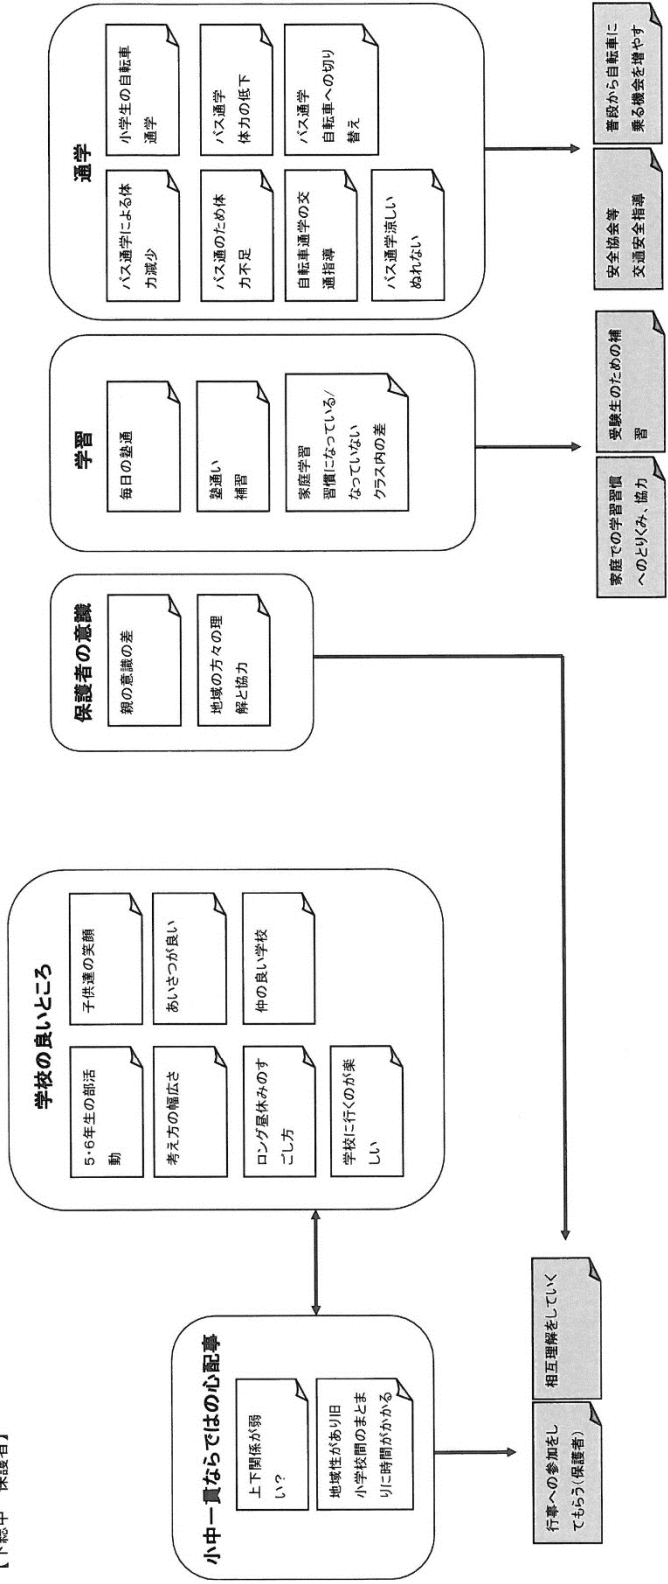 【下総中　保護者】
小中一貫ならではの心配事
上下関係が弱
い？
地域性があり旧
小学校間のまとま
りに時間がかかる
行事への参加をし
てもらう(保護者)
相互理解をしていく
学校の良いところ
5・6年生の部活
動
考え方の幅広さ
ロング昼休みのす
ごし方
学校に行くのが楽
しい
子供達の笑顔
あいさつが良い
仲の良い学校
保護者の意識
親の意識の差
地域の方々の理
解と協力
学習
毎日の塾通
塾通い
補習
家庭学習
習慣になっている/
なっていない
クラス内の差
家庭での学習習慣
へのとりくみ、協力
受験生のための補
習
通学
バス通学による体
力減少
バス通のため体
力不足
自転車通学の交
通指導
バス通学涼しい
ぬれない
小学生の自転車
通学
バス通学
体力の低下
バス通学
自転車への切り
替え
安全協会等
交通安全指導
普段から自転車に
乗る機会を増やす